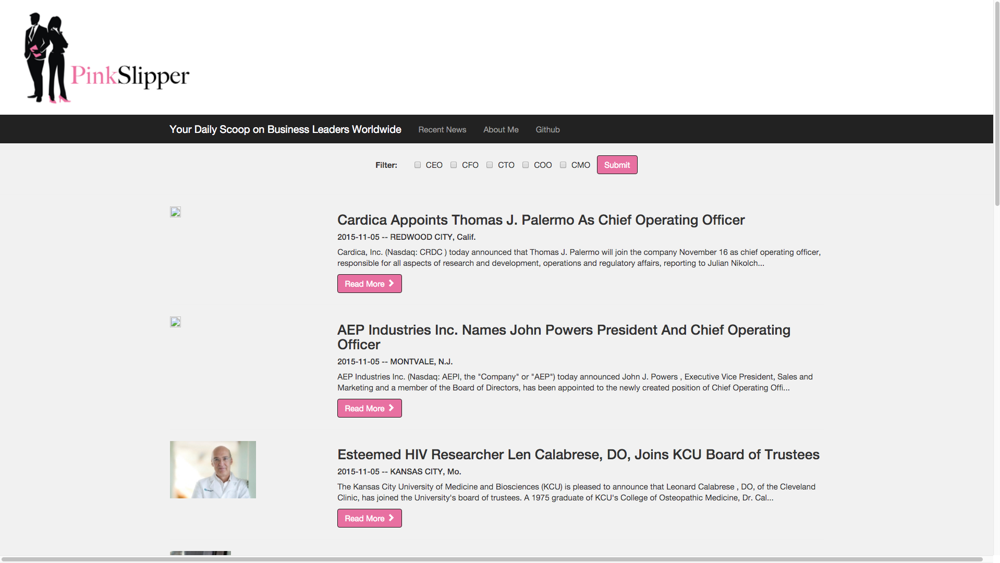 PinkSlipper
Your Daily Scoop on Business Leaders Worldwide Recent News About Me Github
Filter: CEO CFO CTO COO CMO Submit
Cardica Appoints Thomas J. Palermo As Chief Operating Officer
2015-11-05 -- REDWOOD CITY, Calif.
Cardica, Inc. (Nasdaq: CRDC ) today announced that Thomas J. Palermo will join the company November 16 as chief operating officer,
responsible for all aspects of research and development, operations and regulatory affairs, reporting to Julian Nikolch...
Read More
AEP Industries Inc. Names John Powers President And Chief Operating
Officer
2015-11-05 -- MONTVALE, N.J.
AEP Industries Inc. (Nasdaq: AEPI, the "Company" or "AEP") today announced John J. Powers , Executive Vice President, Sales and
Marketing and a member of the Board of Directors, has been appointed to the newly created position of Chief Operating Offi...
Read More
Esteemed HIV Researcher Len Calabrese, DO, Joins KCU Board of Trustees
2015-11-05 -- KANSAS CITY, Mo.
The Kansas City University of Medicine and Biosciences (KCU) is pleased to announce that Leonard Calabrese , DO, of the Cleveland
Clinic, has joined the University's board of trustees. A 1975 graduate of KCU's College of Osteopathic Medicine, Dr. Cal...
Read More